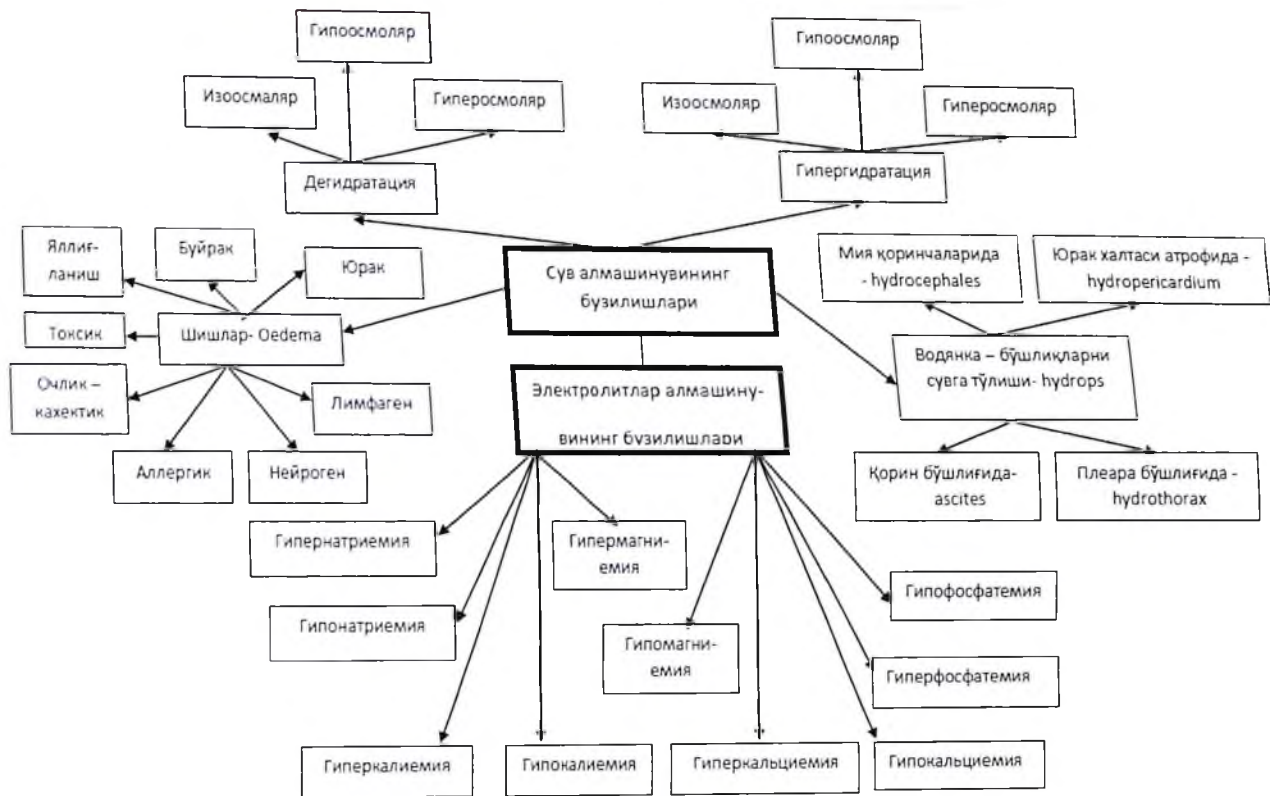 Гипоосмоляр
Гипоосмоляр
Изоосмаляр
Гиперосмоляр
Изоосмоляр
Гиперосмоляр
Дегидратация
Гипергидратация
Яллиғ-
ланиш
Буйрак
Юрак
Сув алмашинувининг
бузилишлари
Мия қоринчаларида
- hydrocephales
Юрак халтаси атрофида -
hydropericardium
Токсик
Шишлар- Oedema
Водянка – бўшлиқларни
сувга тўлиши- hydrops
Очлик –
кахектик
Лимфаген
Электролитлар алмашину-
вининг бузилишлари
Аллергик
Нейроген
Қорин бўшлиғида-
ascites
Плеара бўшлиғида -
hydrothorax
Гипернатриемия
Гипермагни-
емия
Гипофосфатемия
Гипонатриемия
Гипомагни-
емия
Гиперфосфатемия
Гиперкалиемия
Гипокалиемия
Гиперкальциемия
Гипокальциемия